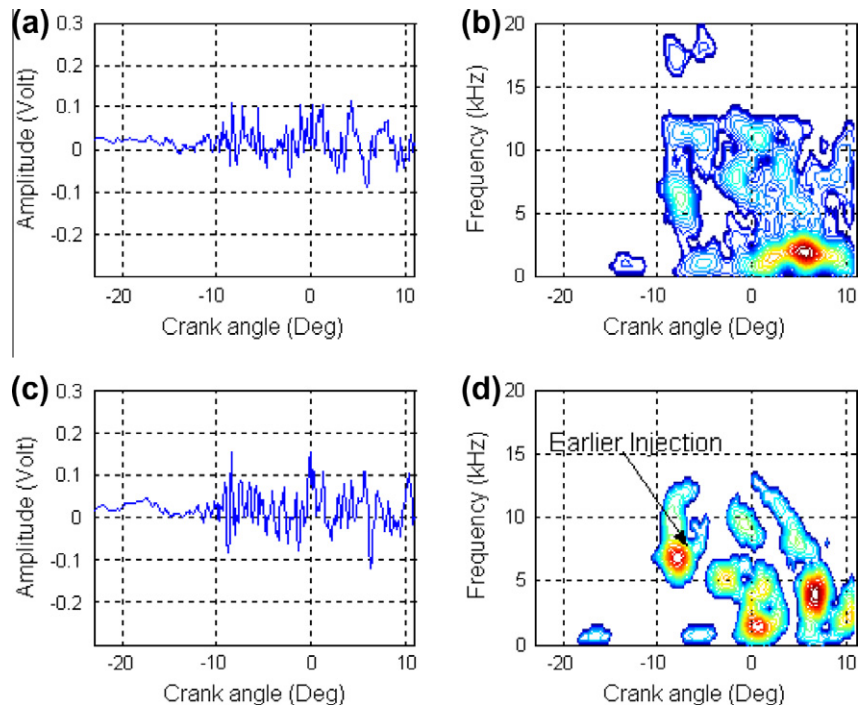 (a)
0.3
0.2
0.1
0
-0.1
-0.2
Amplitude (Volt)
-20 -10 0 10
Crank angle (Deg)
(b)
20
15
10
5
0
Frequency (kHz)
-20 -10 0 10
Crank angle (Deg)
(c)
0.3
0.2
0.1
0
-0.1
-0.2
Amplitude (Volt)
-20 -10 0 10
Crank angle (Deg)
(d)
20
15
10
5
0
Frequency (kHz)
Earlier Injection
-20 -10 0 10
Crank angle (Deg)